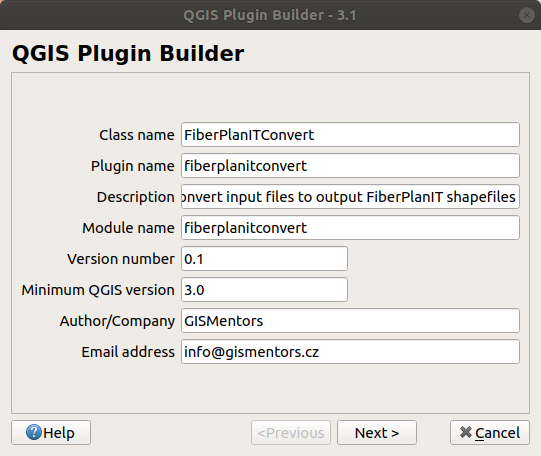 QGIS Plugin Builder - 3.1
QGIS Plugin Builder
Class name FiberPlanITConvert
Plugin name fiberplanitconvert
Description onvert input files to output FiberPlanIT shapefiles
Module name fiberplanitconvert
Version number 0.1
Minimum QGIS version 3.0
Author/Company GISMentors
Email address info@gismentors.cz
Help <Previous Next > Cancel